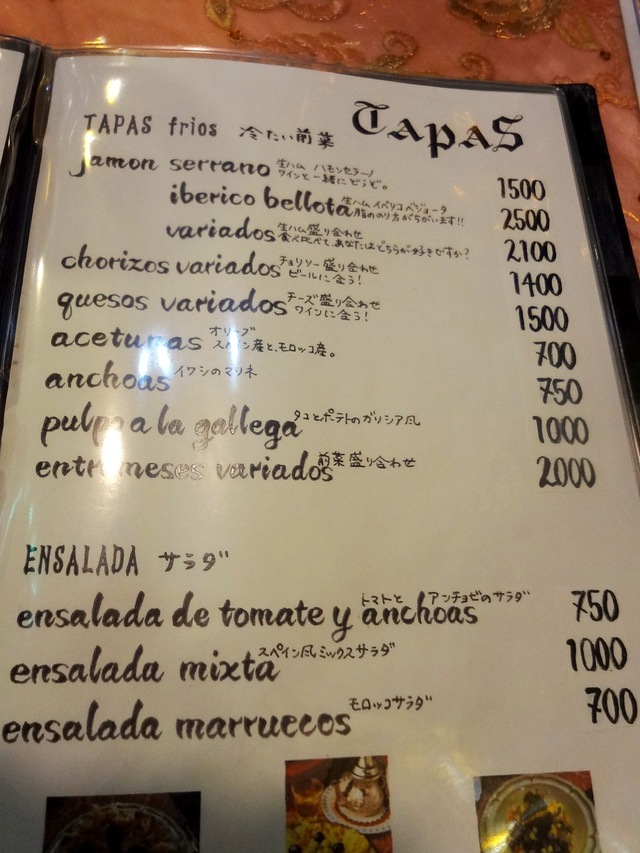 TAPAS
TAPAS frios 冷たい前菜
jamon serrano 生ハム ハモンセラーノ
ワインと一緒にどうぞ。 1500
iberico bellota 生ハムイベリコベジョータ
脂ののり方がちがいます!! 2500
variados 生ハム盛り合わせ
食べ比べて、あなたはどちらが好きですか? 2100
chorizos variados チョリソー盛り合わせ
ビールに合う! 1400
quesos variados チーズ盛り合わせ
ワインに合う! 1500
aceitunas オリーブ
スペイン産と、モロッコ産。 700
anchoas イワシのマリネ 750
pulpo a la gallega タコとポテトのガリシア風 1000
entremeses variados 前菜盛り合わせ 2000
ENSALADA サラダ
ensalada de tomate y anchoas トマトと アンチョビのサラダ 750
ensalada mixta スペイン風ミックスサラダ 1000
ensalada marruecos モロッコサラダ 700